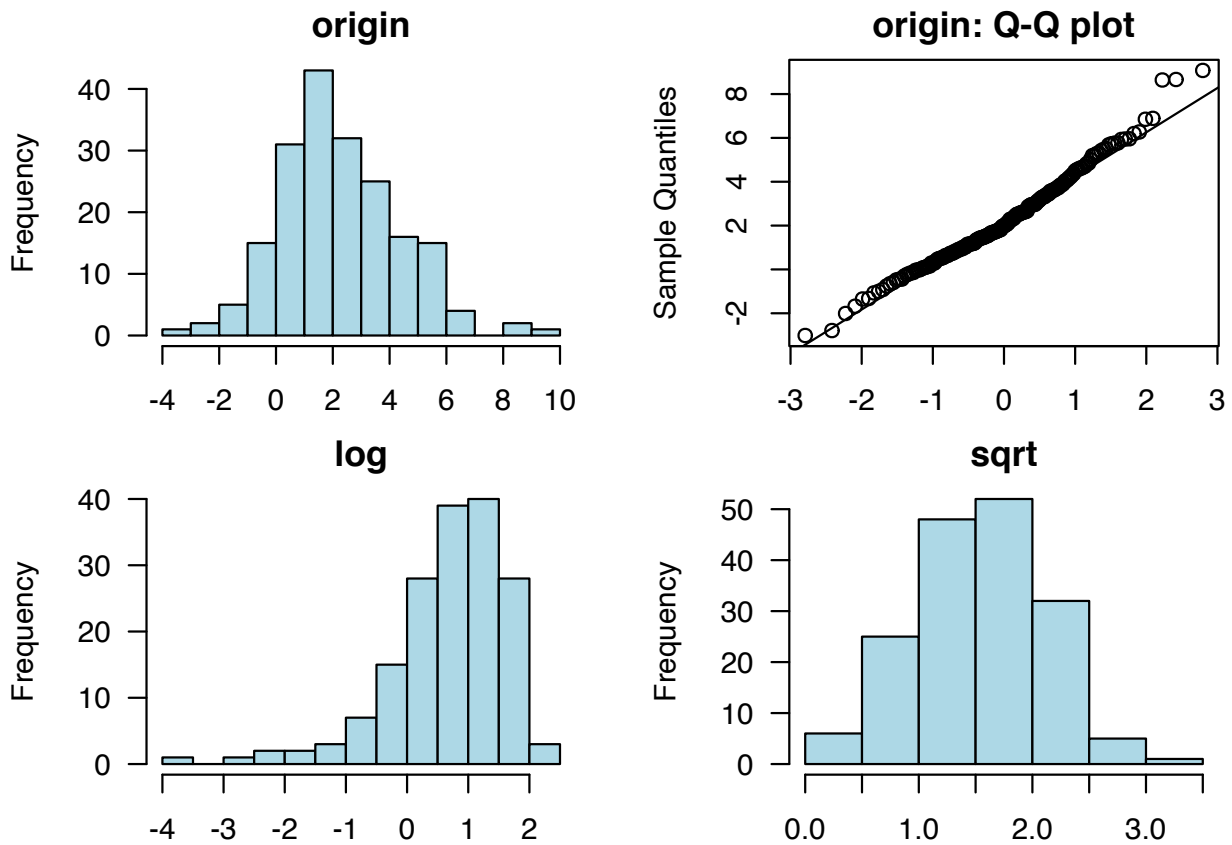 origin
Frequency
40
30
20
10
0
-4 -2 0 2 4 6 8 10
origin: Q-Q plot
Sample Quantiles
8
6
4
2
-2
-3 -2 -1 0 1 2 3
log
Frequency
40
30
20
10
0
-4 -3 -2 -1 0 1 2
sqrt
Frequency
50
40
30
20
10
0
0.0 1.0 2.0 3.0